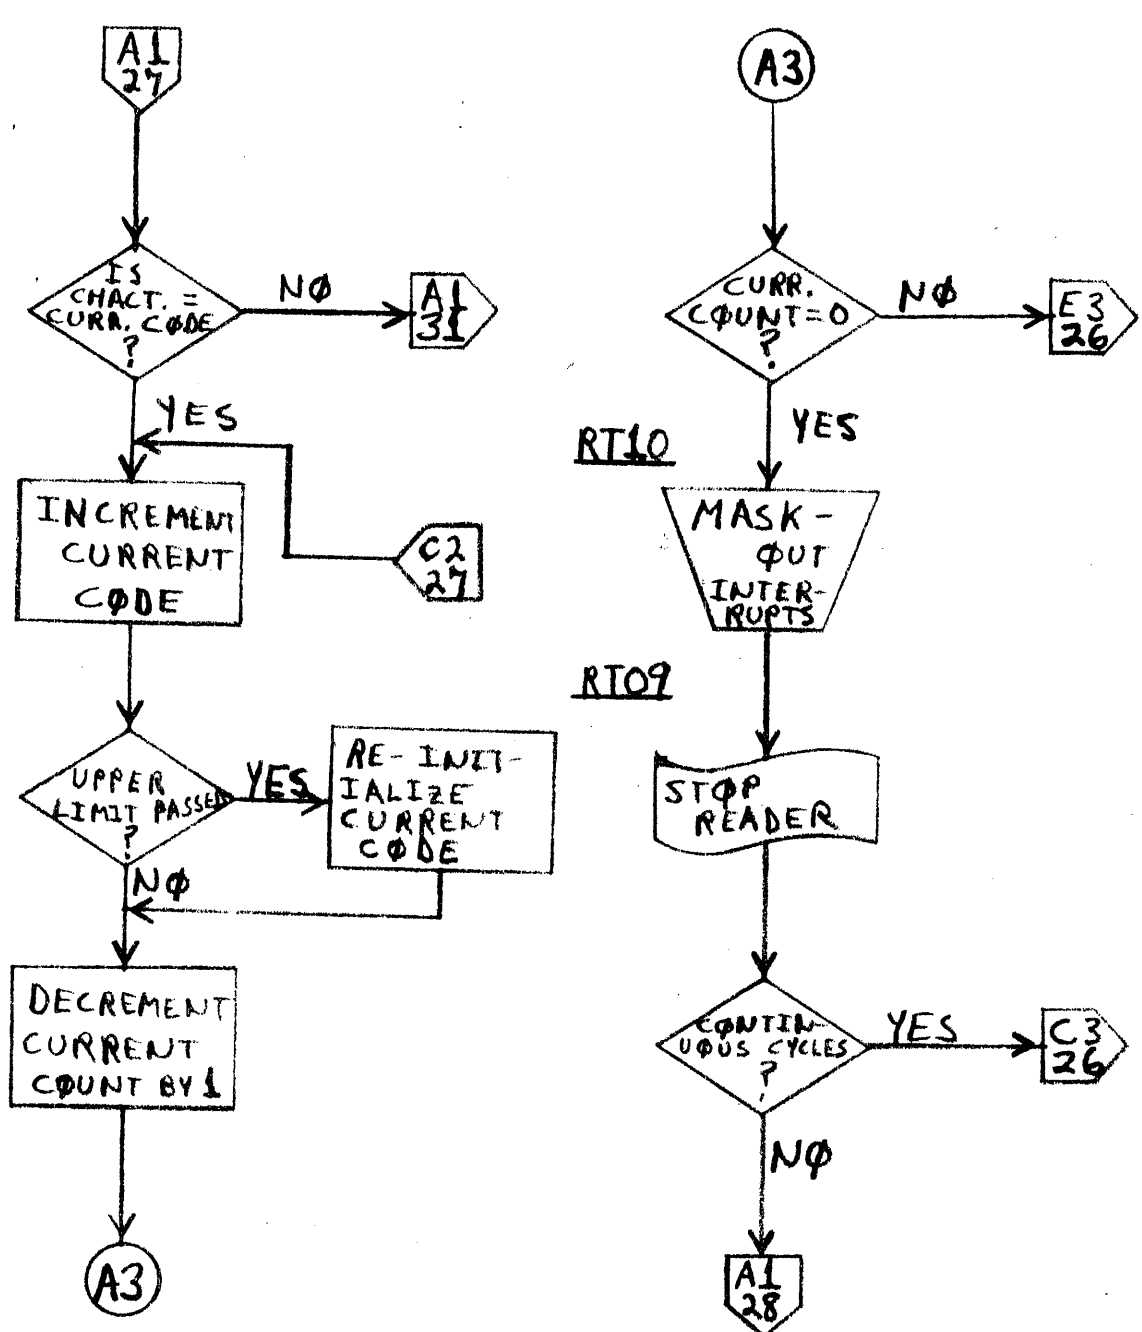 A1
27
IS
CHACT. =
CURR. CØDE
?
NØ
A1
31
YES
INCREMENT
CURRENT
CØDE
C2
27
UPPER
LIMIT PASSED
?
YES
RE-INIT-
IALIZE
CURRENT
CØDE
NØ
DECREMENT
CURRENT
CØUNT BY 1
A3
A3
CURR.
CØUNT=0
?
NØ
E3
26
YES
RT10
MASK-
ØUT
INTER-
RUPTS
RT09
STØP
READER
CØNTIN-
UØUS CYCLES
?
YES
C3
26
NØ
A1
28